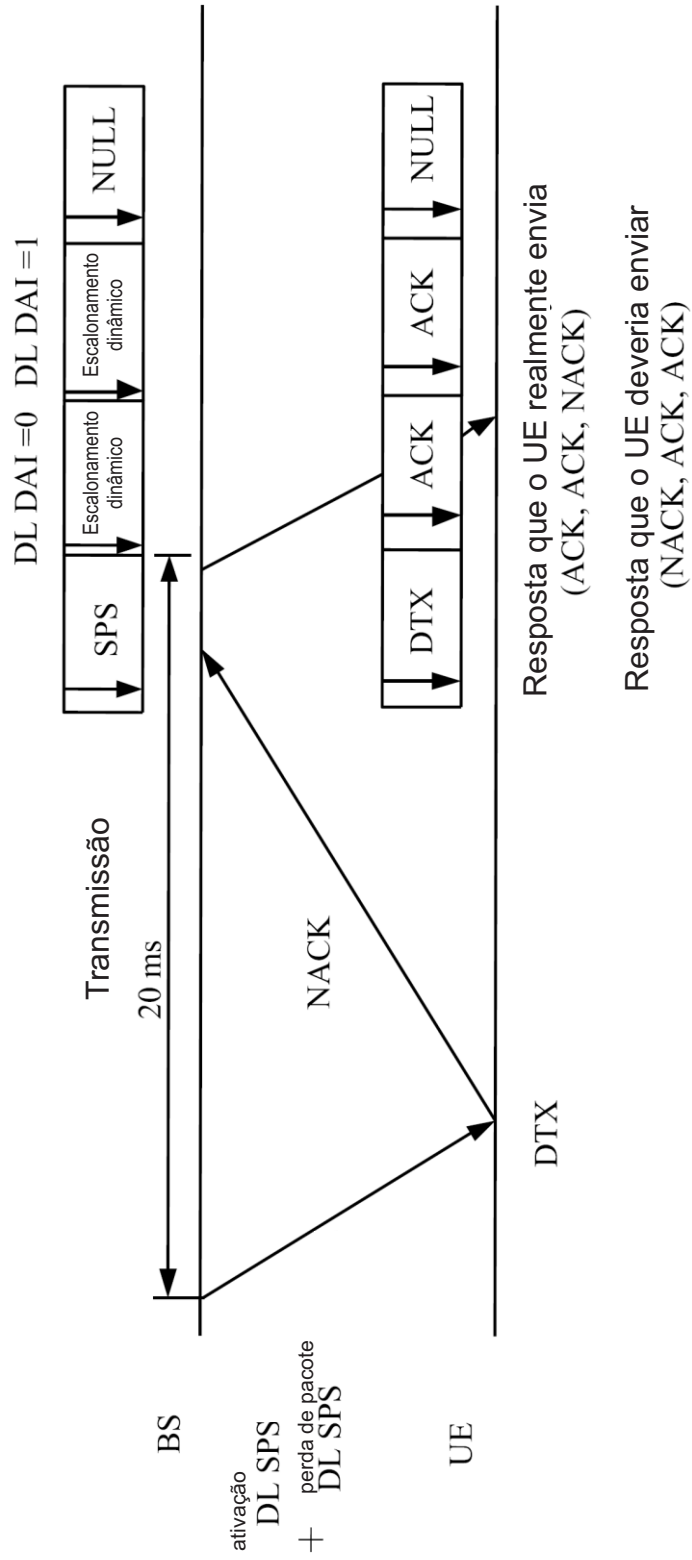 DL DAI =0 DL DAI =1
SPS
Escalonamento
dinâmico
Escalonamento
dinâmico
NULL
Transmissão
20 ms
BS
ativação
DL SPS
+
perda de pacote
DL SPS
NACK
UE
DTX
DTX
ACK
ACK
NULL
Resposta que o UE realmente envia
(ACK, ACK, NACK)
Resposta que o UE deveria enviar
(NACK, ACK, ACK)